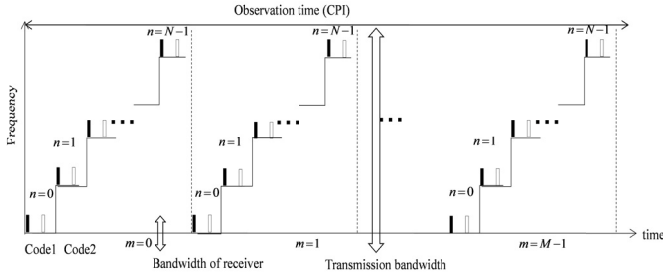 Observation time (CPI)
n=N−1
n=N−1
n=N−1
Frequency
n=1
n=1
n=1
n=0
n=0
n=0
time
Code1 Code2
m=0
m=1
m=M−1
Bandwidth of receiver
Transmission bandwidth